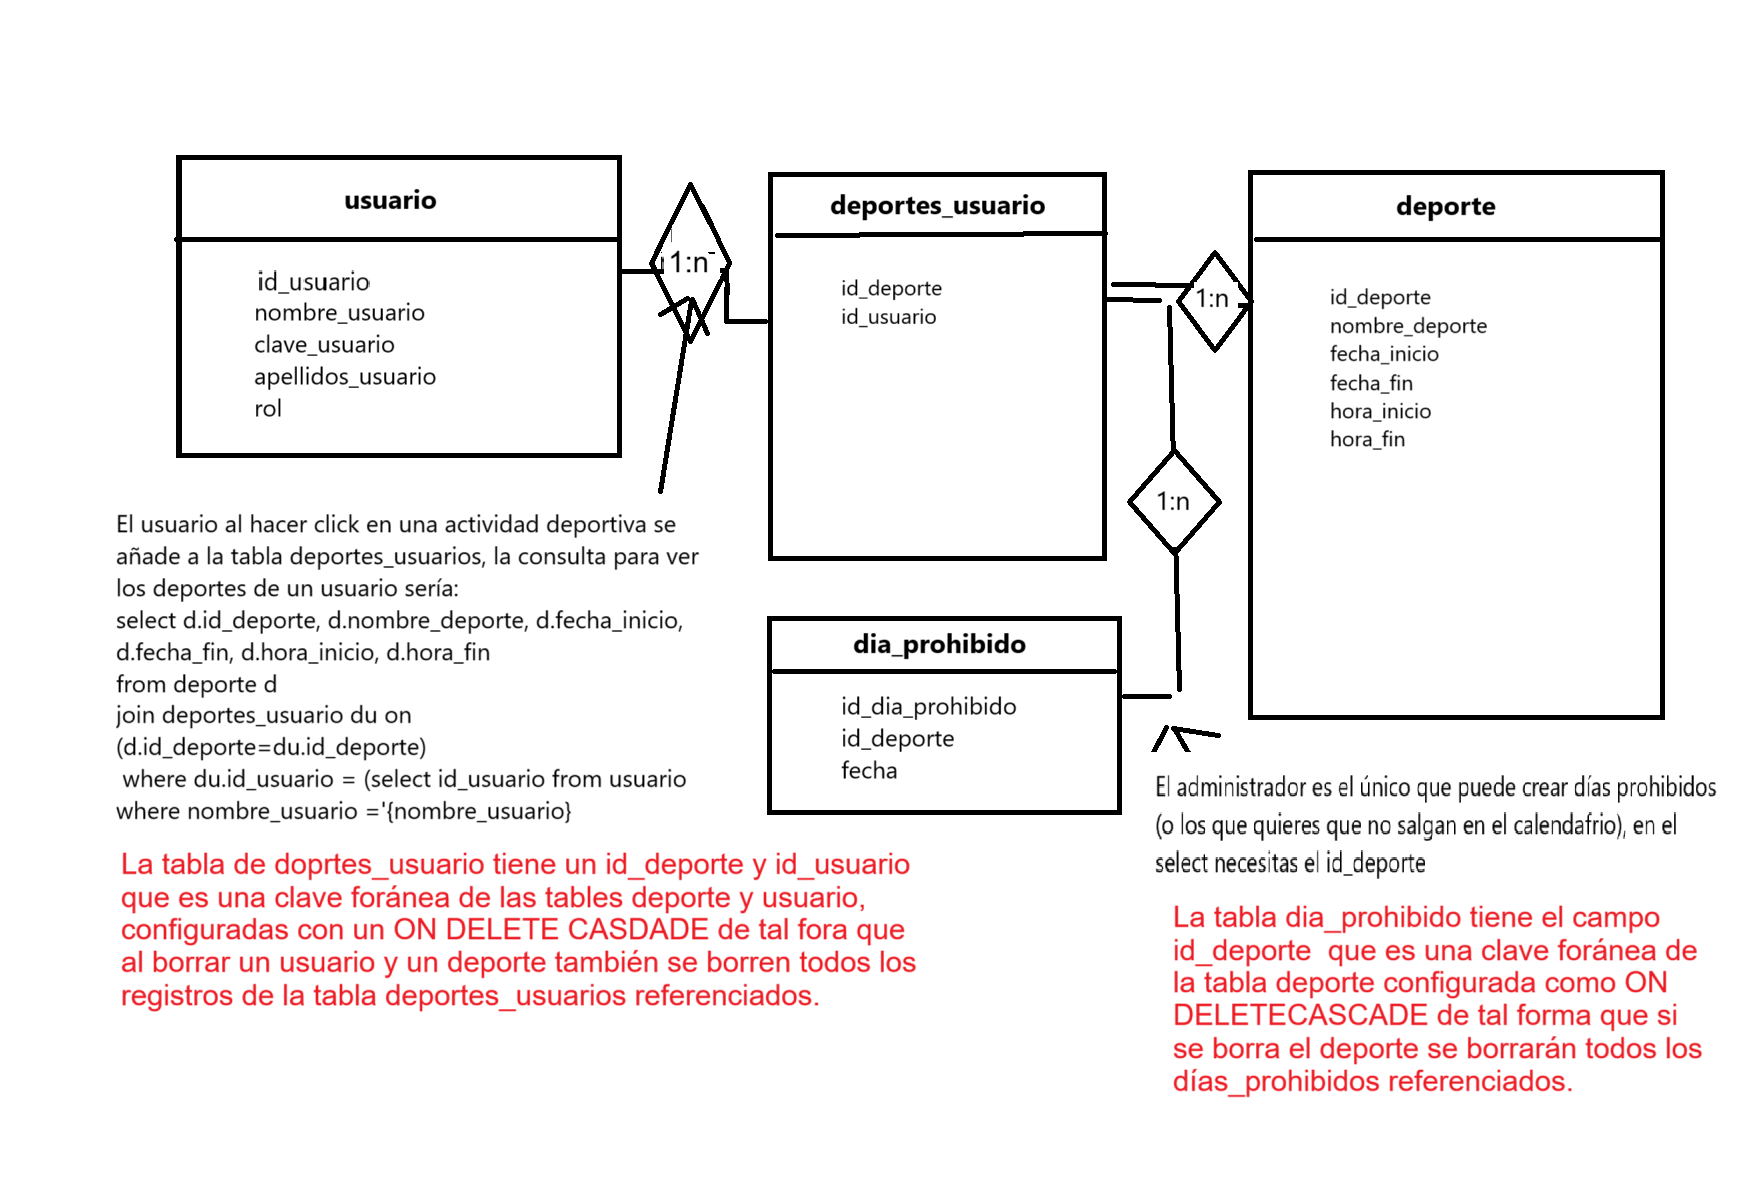 usuario
id_usuario
nombre_usuario
clave_usuario
apellidos_usuario
rol
1:n
deportes_usuario
id_deporte
id_usuario
1:n
deporte
id_deporte
nombre_deporte
fecha_inicio
fecha_fin
hora_inicio
hora_fin
1:n
dia_prohibido
id_dia_prohibido
id_deporte
fecha
El usuario al hacer click en una actividad deportiva se
añade a la tabla deportes_usuarios, la consulta para ver
los deportes de un usuario sería:
select d.id_deporte, d.nombre_deporte, d.fecha_inicio,
d.fecha_fin, d.hora_inicio, d.hora_fin
from deporte d
join deportes_usuario du on
(d.id_deporte=du.id_deporte)
where du.id_usuario = (select id_usuario from usuario
where nombre_usuario ='{nombre_usuario}
La tabla de doprtes_usuario tiene un id_deporte y id_usuario
que es una clave foránea de las tables deporte y usuario,
configuradas con un ON DELETE CASDADE de tal fora que
al borrar un usuario y un deporte también se borren todos los
registros de la tabla deportes_usuarios referenciados.
El administrador es el único que puede crear días prohibidos
(o los que quieres que no salgan en el calendafrio), en el
select necesitas el id_deporte
La tabla dia_prohibido tiene el campo
id_deporte que es una clave foránea de
la tabla deporte configurada como ON
DELETECASCADE de tal forma que si
se borra el deporte se borrarán todos los
días_prohibidos referenciados.